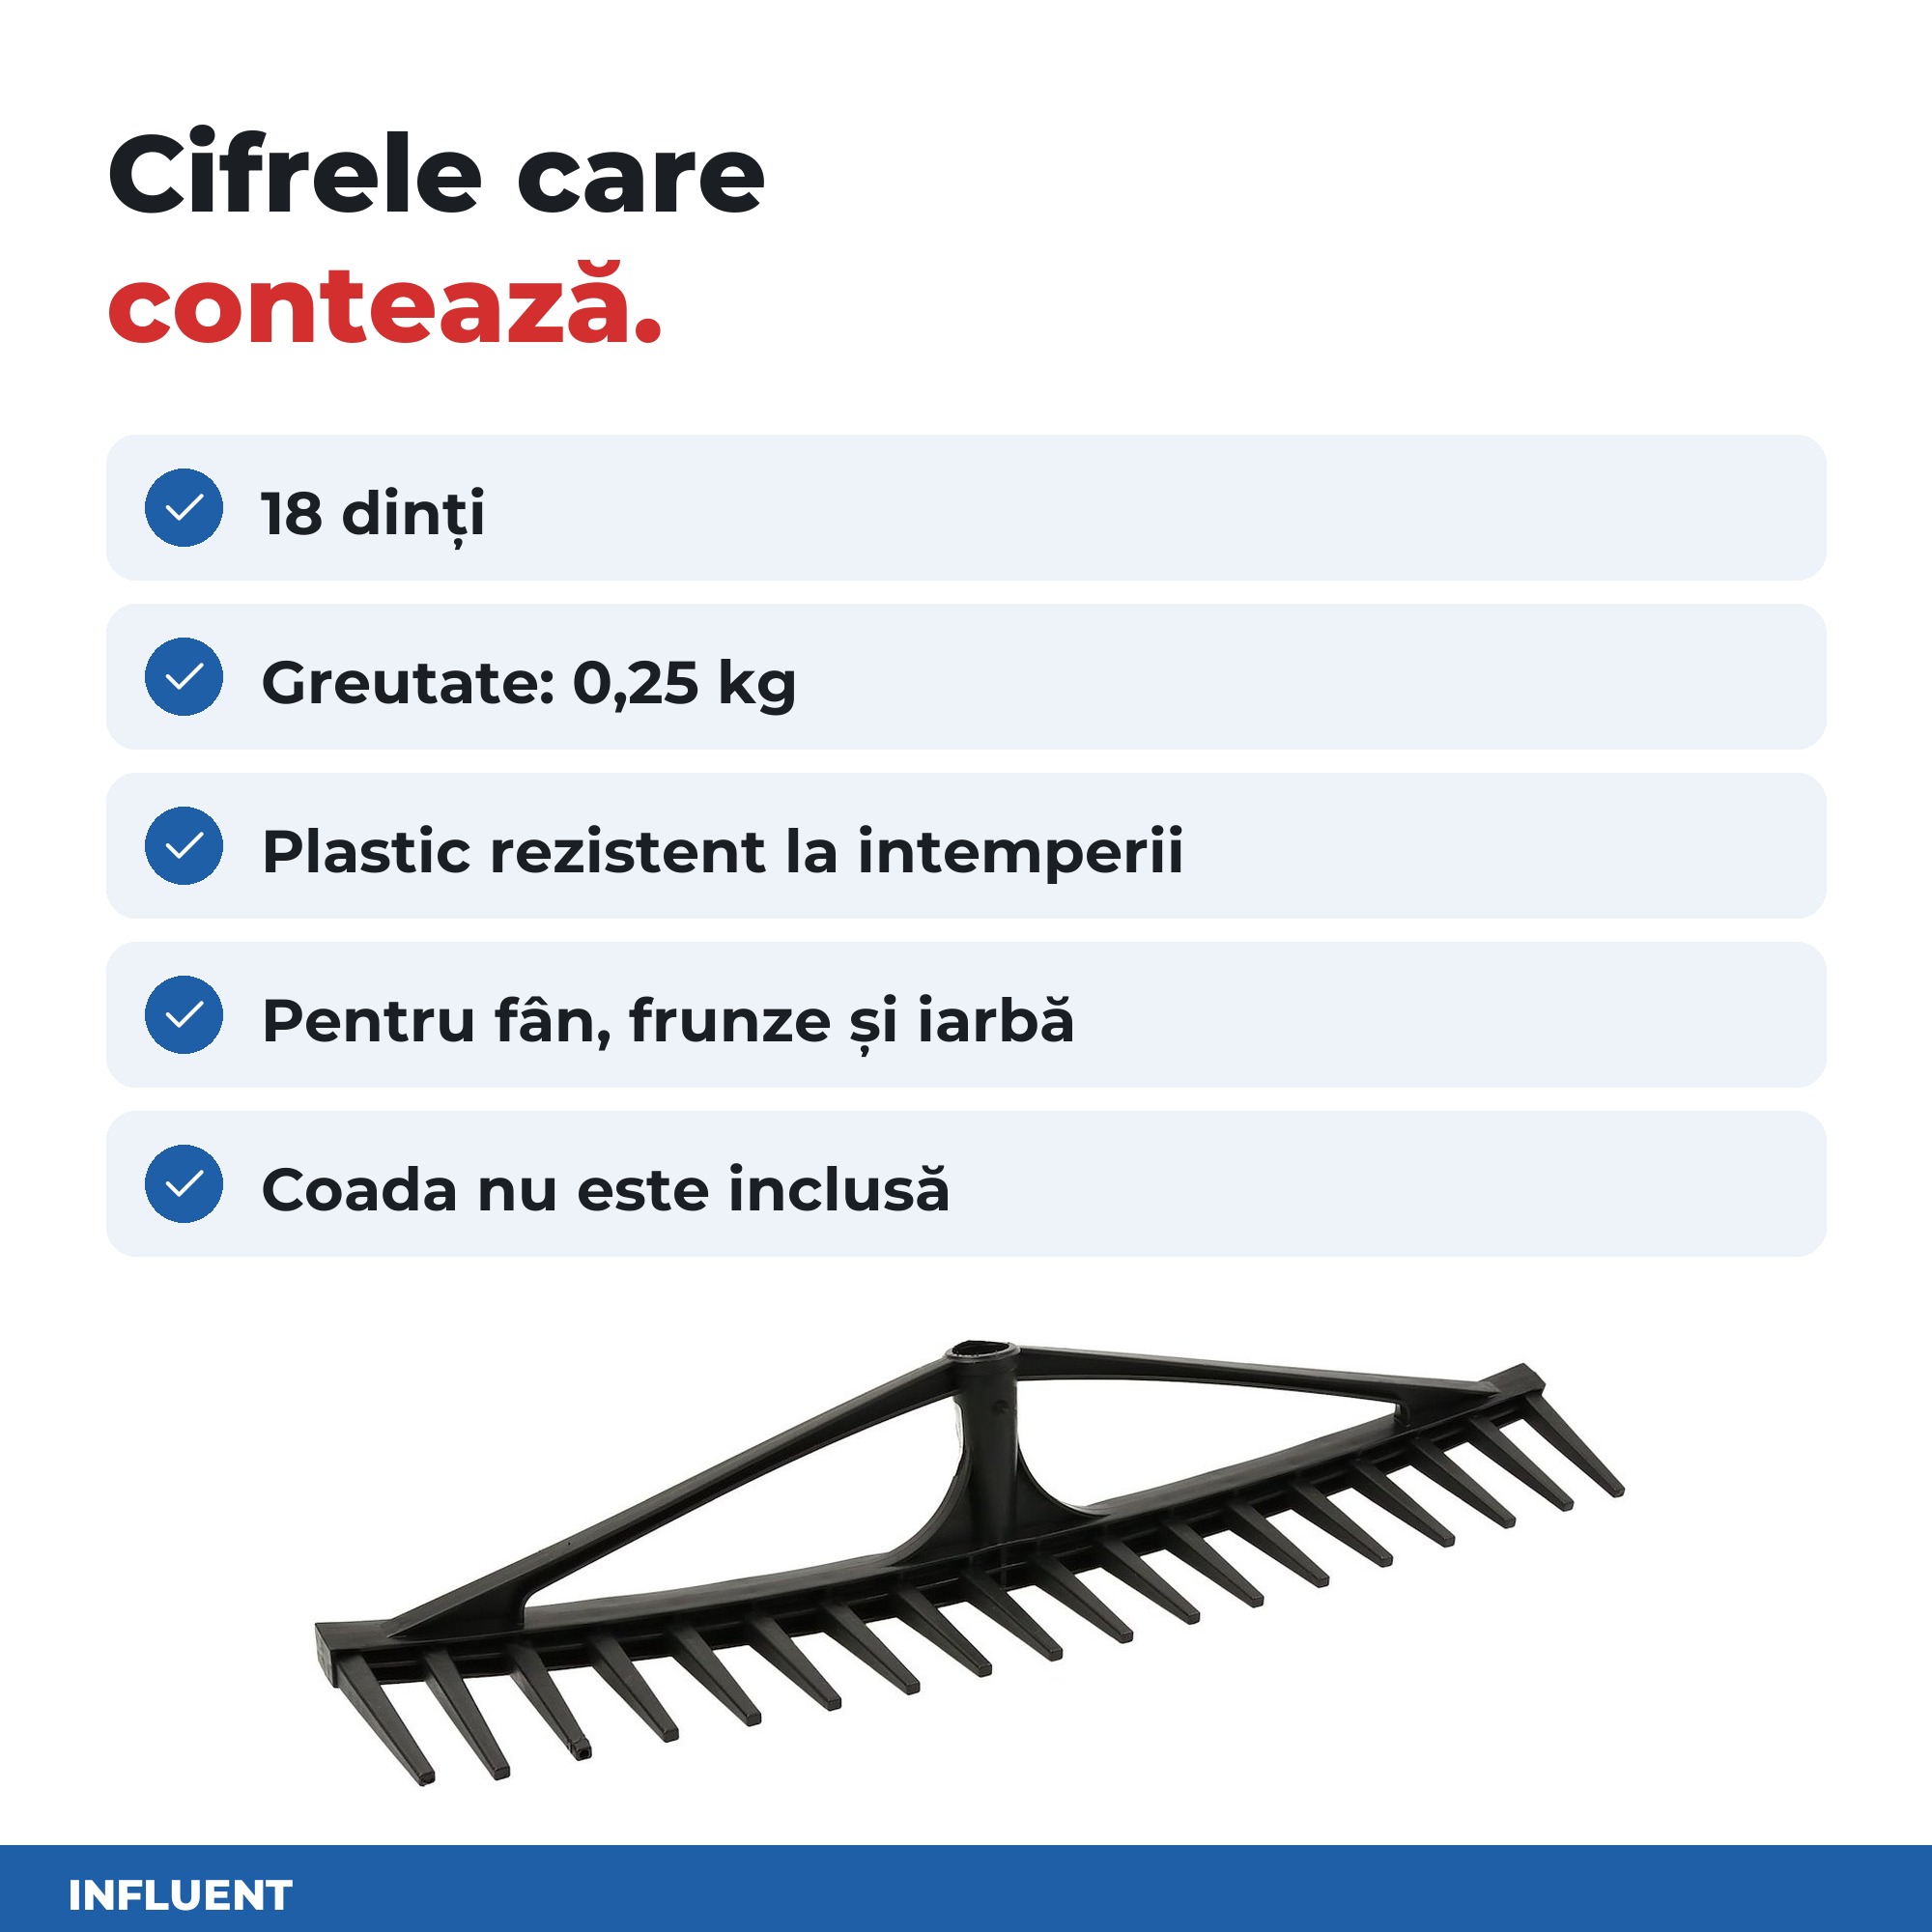 Cifrele care
contează.
18 dinți
Greutate: 0,25 kg
Plastic rezistent la intemperii
Pentru fân, frunze și iarbă
Coada nu este inclusă
INFLUENT